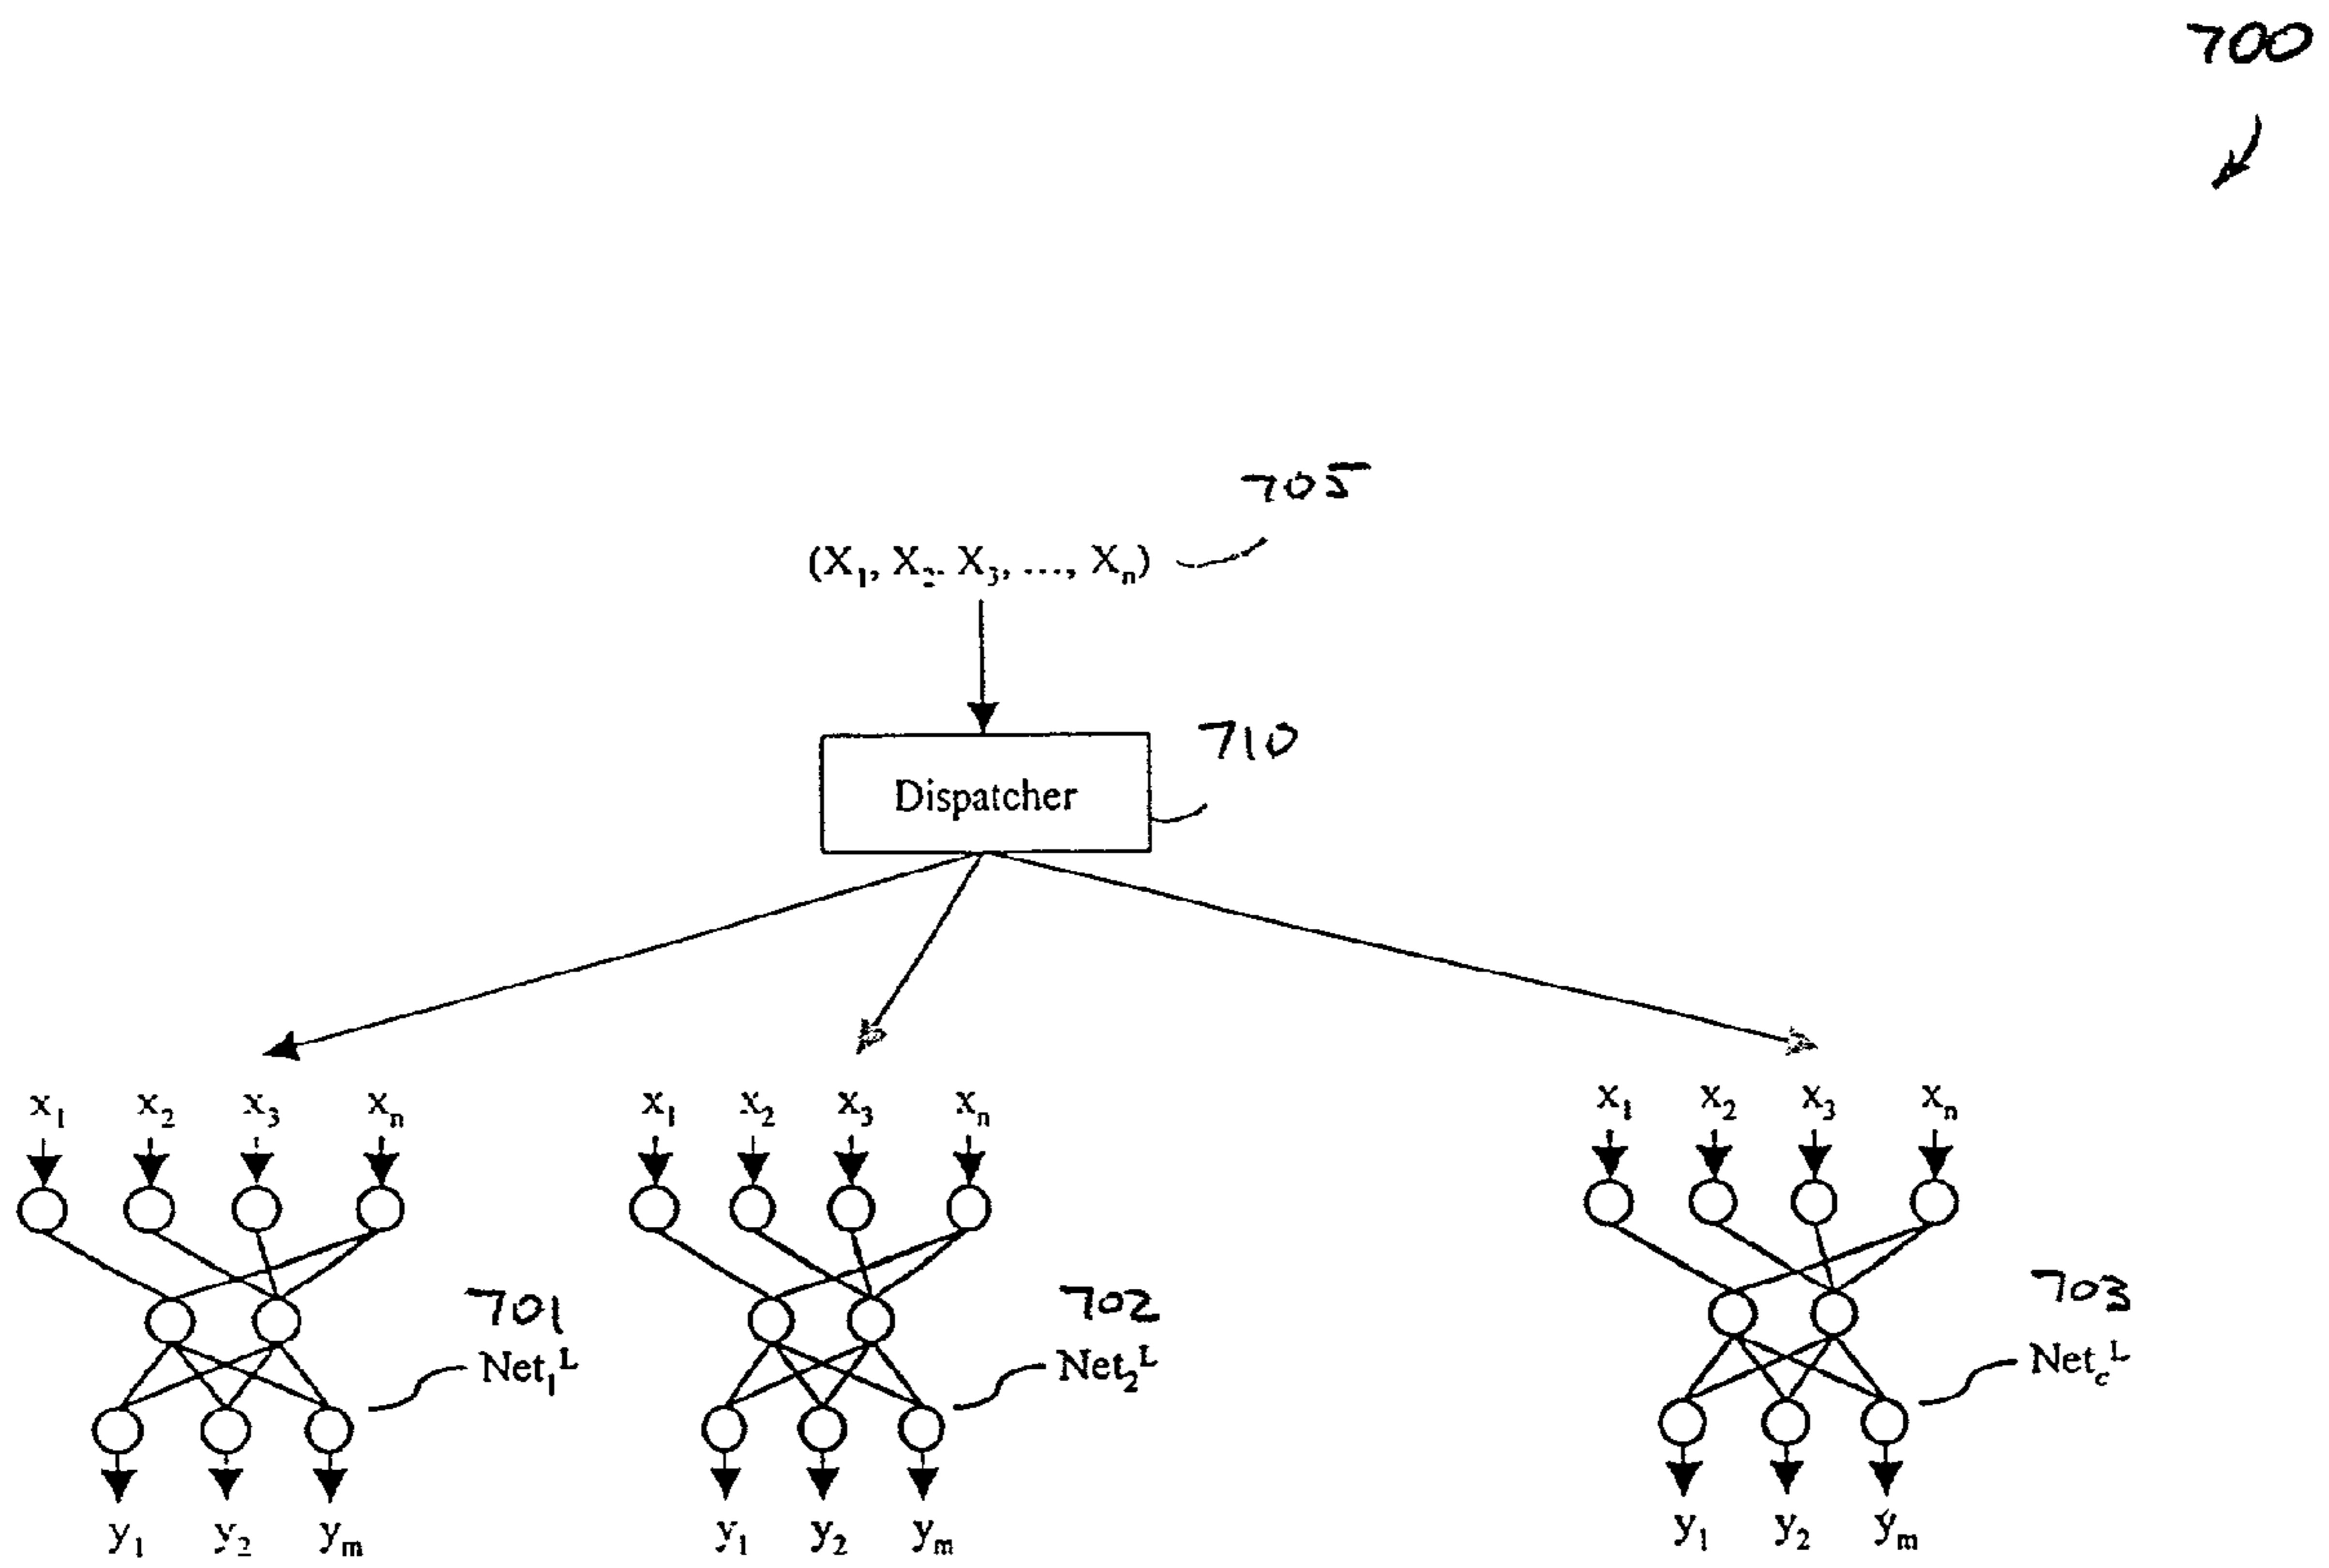 700
705
(X₁, X₂. X₃, ..., Xₙ)
710
Dispatcher
x₁ x₂ x₃ xₙ x₁ x₂ x₃ xₙ x₁ x₂ x₃ xₙ
701 702 703
Net₁ᴸ Net₂ᴸ Net_cᴸ
y₁ y₂ yₘ y₁ y₂ yₘ y₁ y₂ yₘ